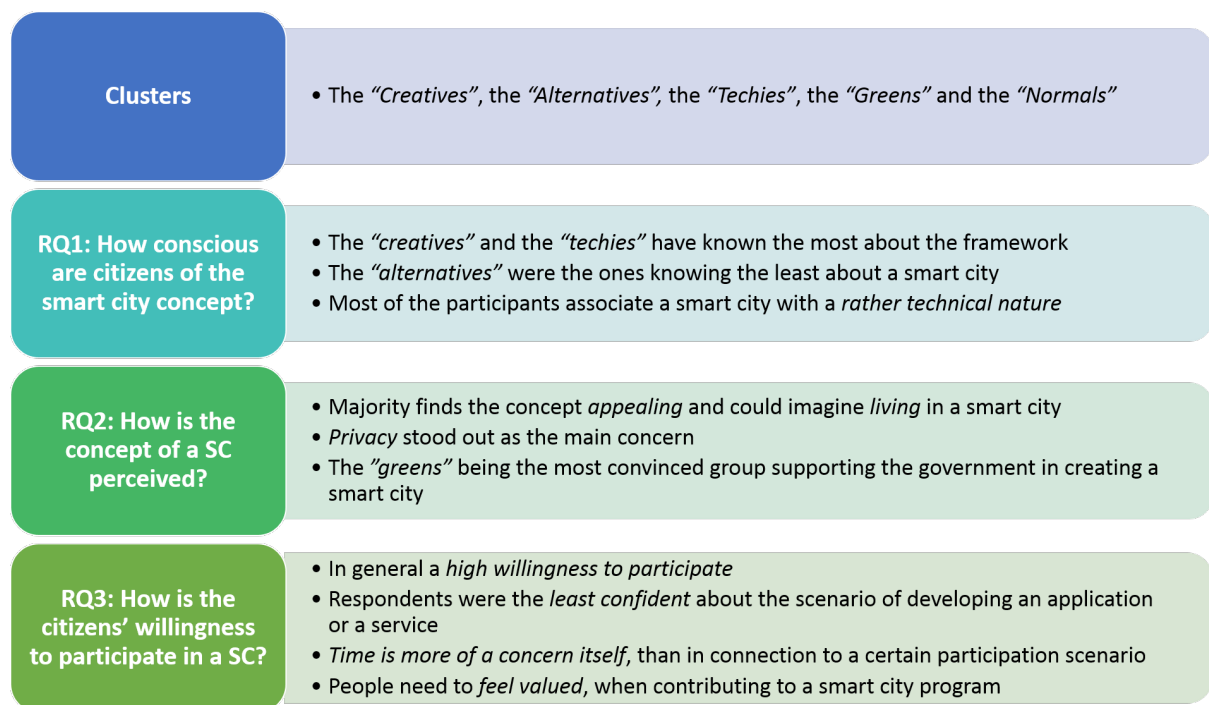 Clusters
• The “Creatives”, the “Alternatives”, the “Techies”, the “Greens” and the “Normals”
RQ1: How conscious
are citizens of the
smart city concept?
• The “creatives” and the “techies” have known the most about the framework
• The “alternatives” were the ones knowing the least about a smart city
• Most of the participants associate a smart city with a rather technical nature
RQ2: How is the
concept of a SC
perceived?
• Majority finds the concept appealing and could imagine living in a smart city
• Privacy stood out as the main concern
• The ”greens” being the most convinced group supporting the government in creating a
smart city
RQ3: How is the
citizens’ willingness
to participate in a SC?
• In general a high willingness to participate
• Respondents were the least confident about the scenario of developing an application
or a service
• Time is more of a concern itself, than in connection to a certain participation scenario
• People need to feel valued, when contributing to a smart city program